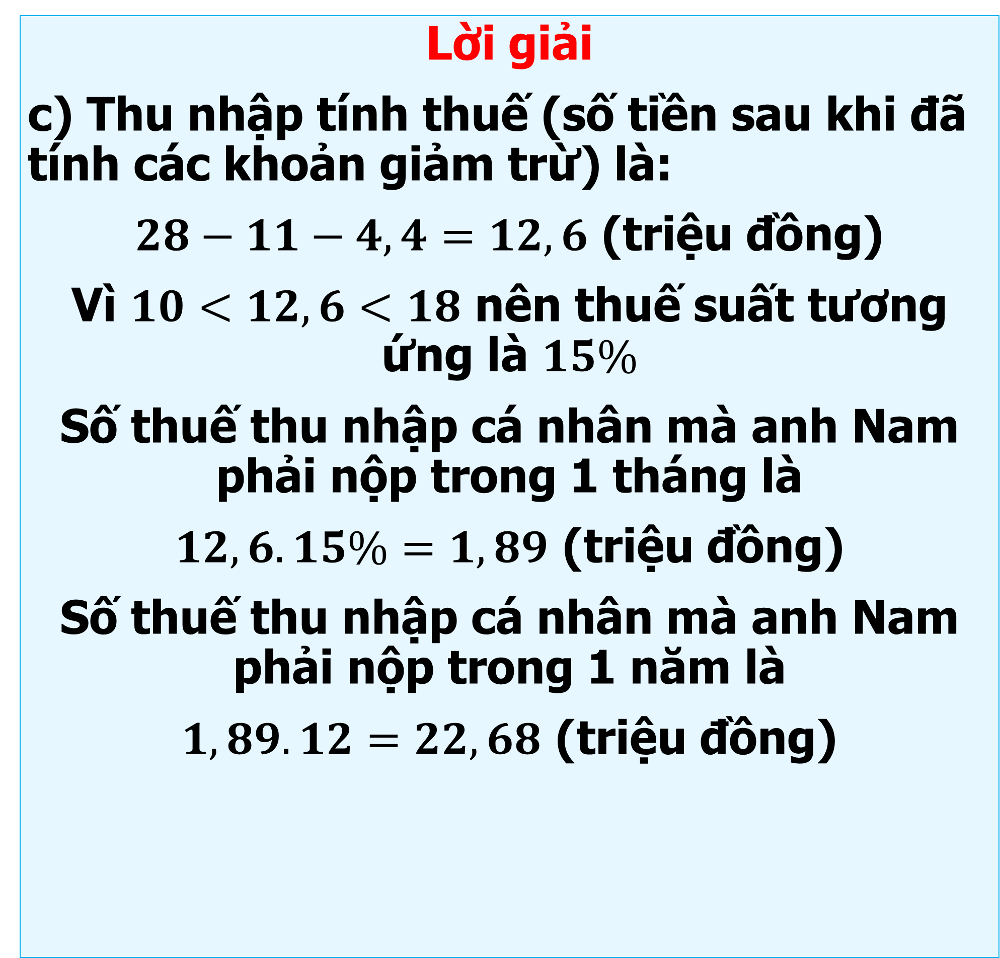 Lời giải
c) Thu nhập tính thuế (số tiền sau khi đã
tính các khoản giảm trừ) là:
28 − 11 − 4, 4 = 12, 6 (triệu đồng)
Vì 10 < 12, 6 < 18 nên thuế suất tương
ứng là 15%
Số thuế thu nhập cá nhân mà anh Nam
phải nộp trong 1 tháng là
12, 6. 15% = 1, 89 (triệu đồng)
Số thuế thu nhập cá nhân mà anh Nam
phải nộp trong 1 năm là
1, 89. 12 = 22, 68 (triệu đồng)